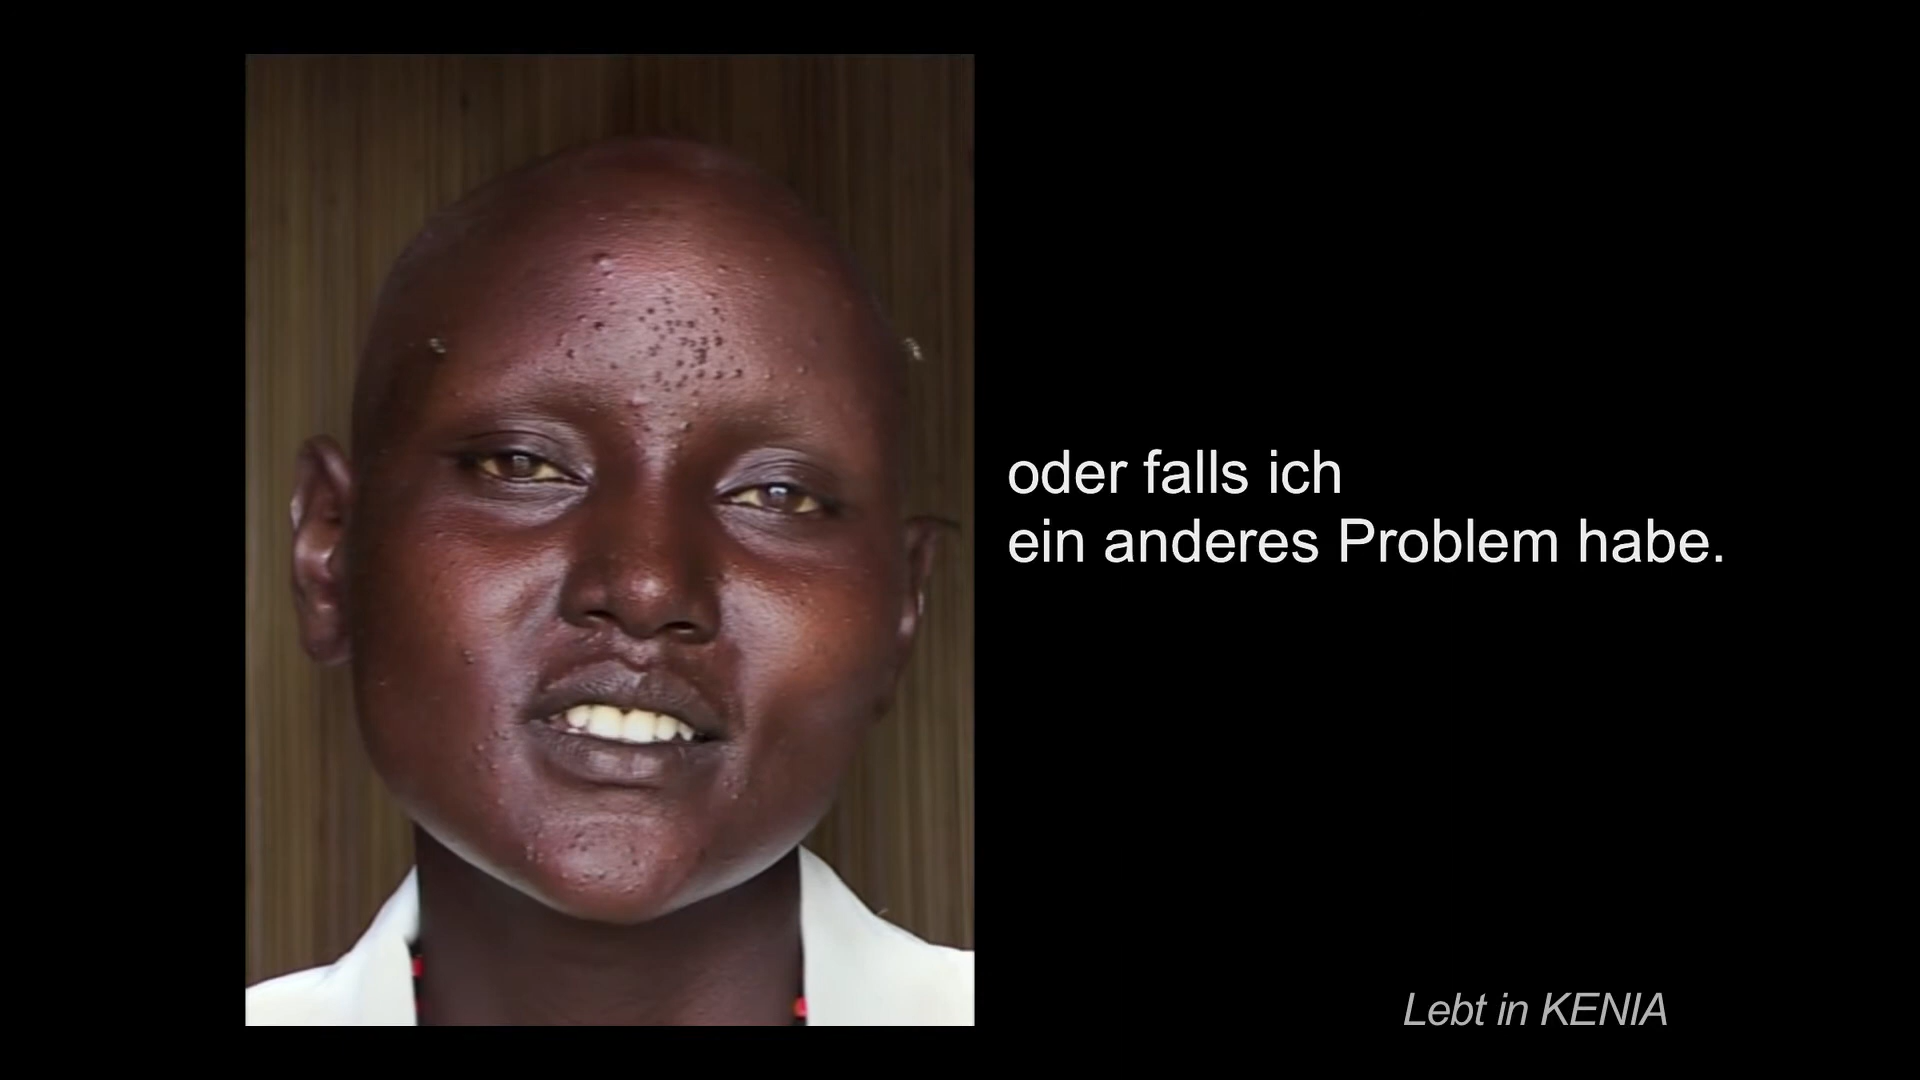 oder falls ich
ein anderes Problem habe.
Lebt in KENIA